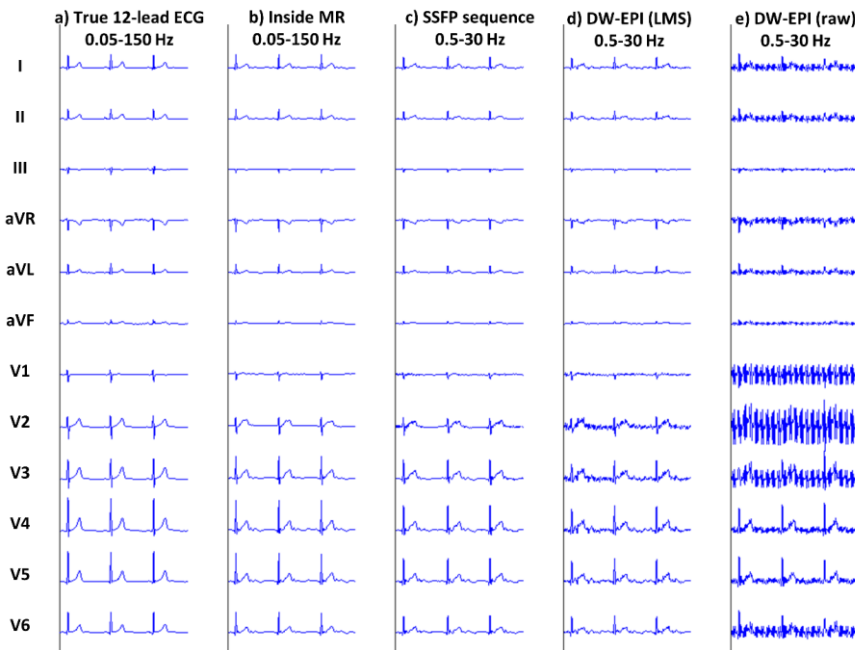 a) True 12-lead ECG
0.05-150 Hz
b) Inside MR
0.05-150 Hz
c) SSFP sequence
0.5-30 Hz
d) DW-EPI (LMS)
0.5-30 Hz
e) DW-EPI (raw)
0.5-30 Hz
I
II
III
aVR
aVL
aVF
V1
V2
V3
V4
V5
V6